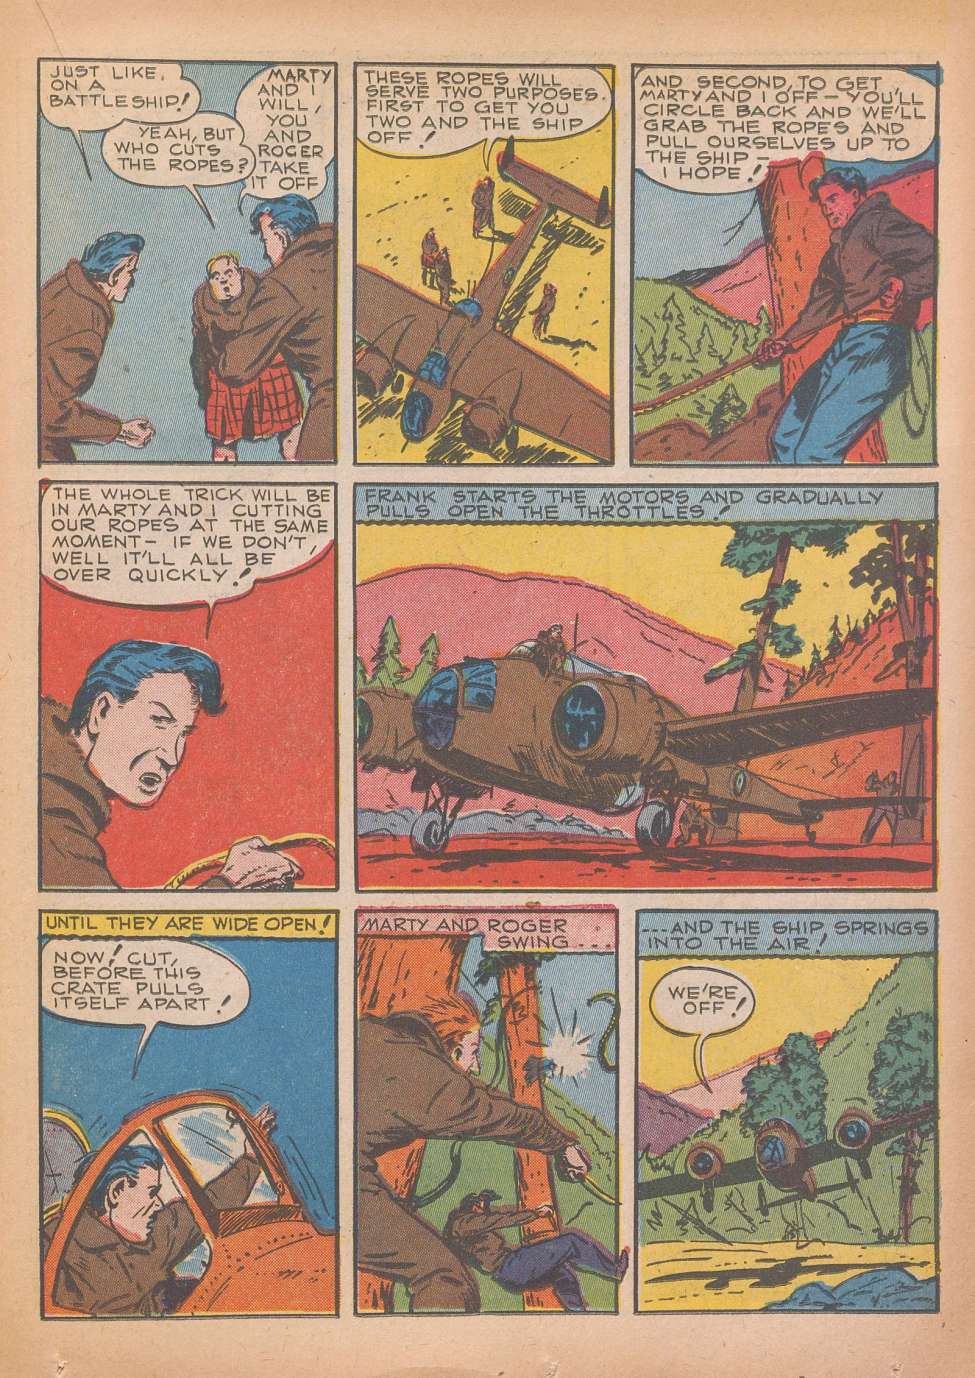 JUST LIKE
ON A
BATTLESHIP!
YEAH, BUT
WHO CUTS
THE ROPES?
MARTY
AND I
WILL,
YOU
AND
ROGER
TAKE
IT OFF
THESE ROPES WILL
SERVE TWO PURPOSES.
FIRST TO GET YOU
TWO AND THE SHIP
OFF!
AND SECOND, TO GET
MARTY AND I OFF — YOU'LL
CIRCLE BACK AND WE'LL
GRAB THE ROPES AND
PULL OURSELVES UP TO
THE SHIP —
I HOPE!
THE WHOLE TRICK WILL BE
IN MARTY AND I CUTTING
OUR ROPES AT THE SAME
MOMENT — IF WE DON'T,
WELL IT'LL ALL BE
OVER QUICKLY!
FRANK STARTS THE MOTORS AND GRADUALLY
PULLS OPEN THE THROTTLES!
UNTIL THEY ARE WIDE OPEN!
NOW! CUT,
BEFORE THIS
CRATE PULLS
ITSELF APART!
MARTY AND ROGER
SWING ---
---AND THE SHIP SPRINGS
INTO THE AIR!
WE'RE
OFF!